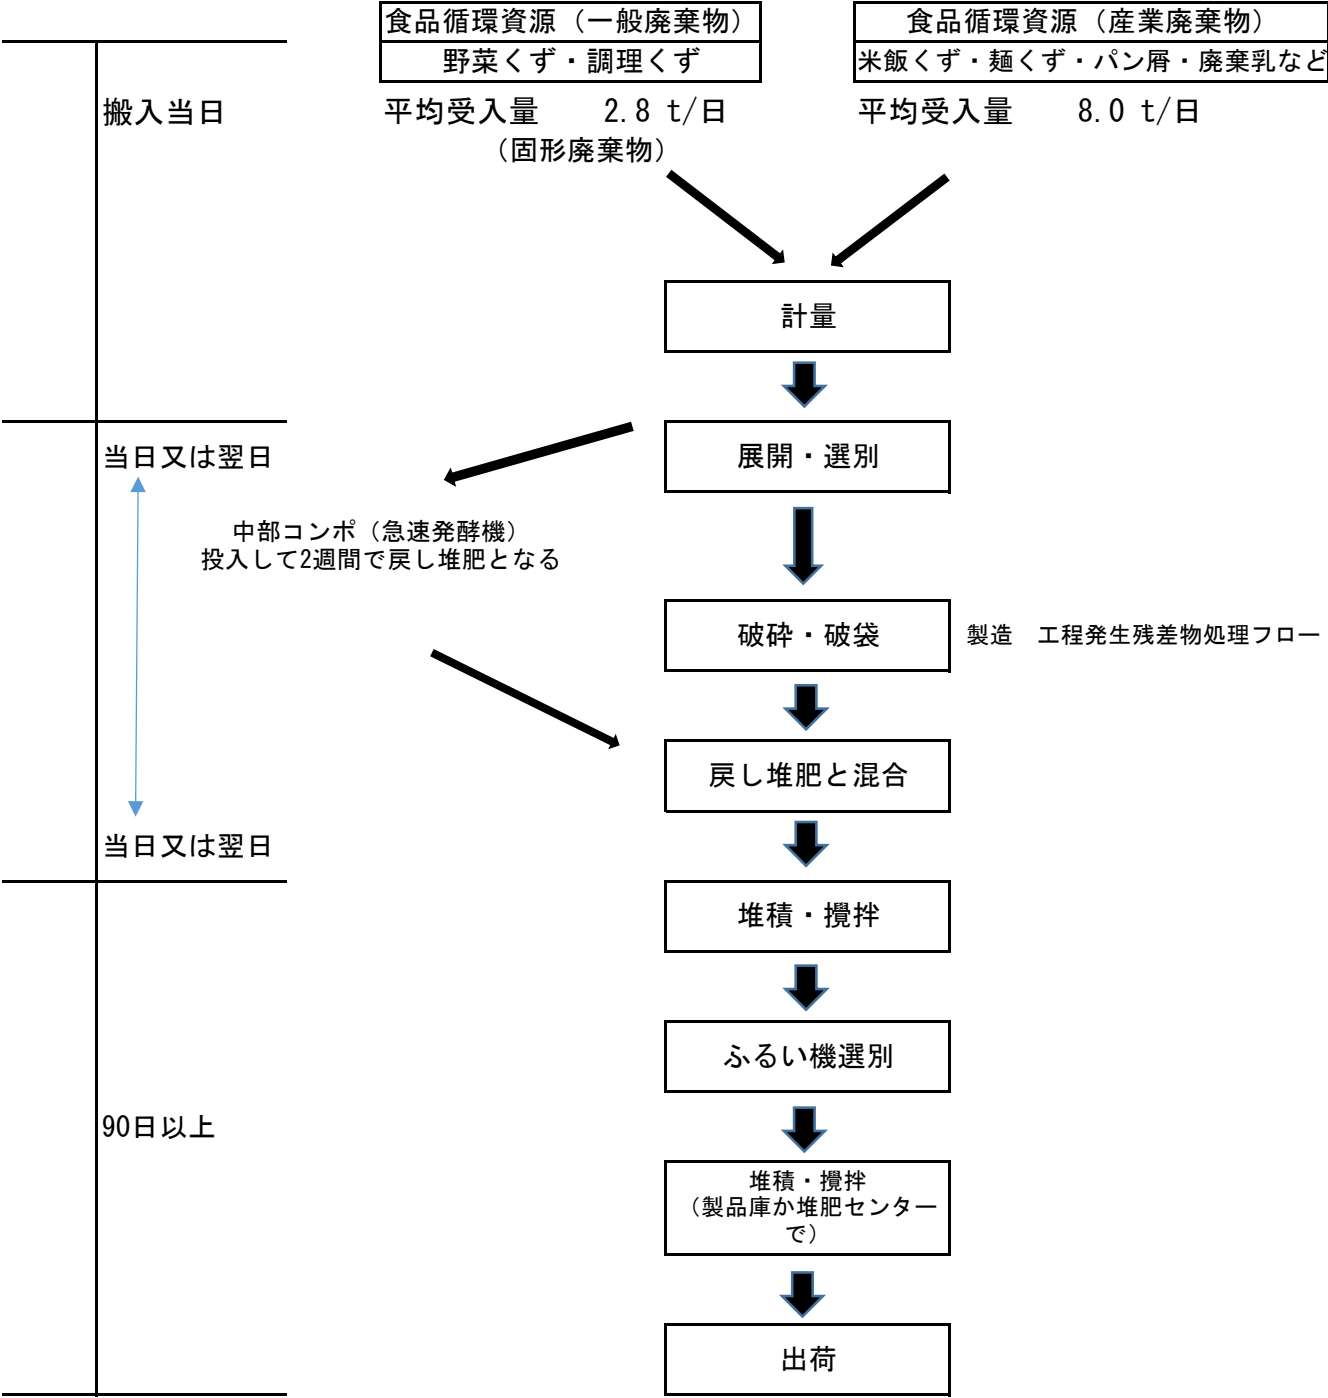 食品循環資源（一般廃棄物）
野菜くず・調理くず
食品循環資源（産業廃棄物）
米飯くず・麺くず・パン屑・廃棄乳など
搬入当日
平均受入量　2.8 t/日
（固形廃棄物）
平均受入量　8.0 t/日
計量
当日又は翌日
展開・選別
中部コンポ（急速発酵機）
投入して2週間で戻し堆肥となる
破砕・破袋
製造　工程発生残差物処理フロー
戻し堆肥と混合
当日又は翌日
堆積・攪拌
ふるい機選別
90日以上
堆積・攪拌
（製品庫か堆肥センター
で）
出荷